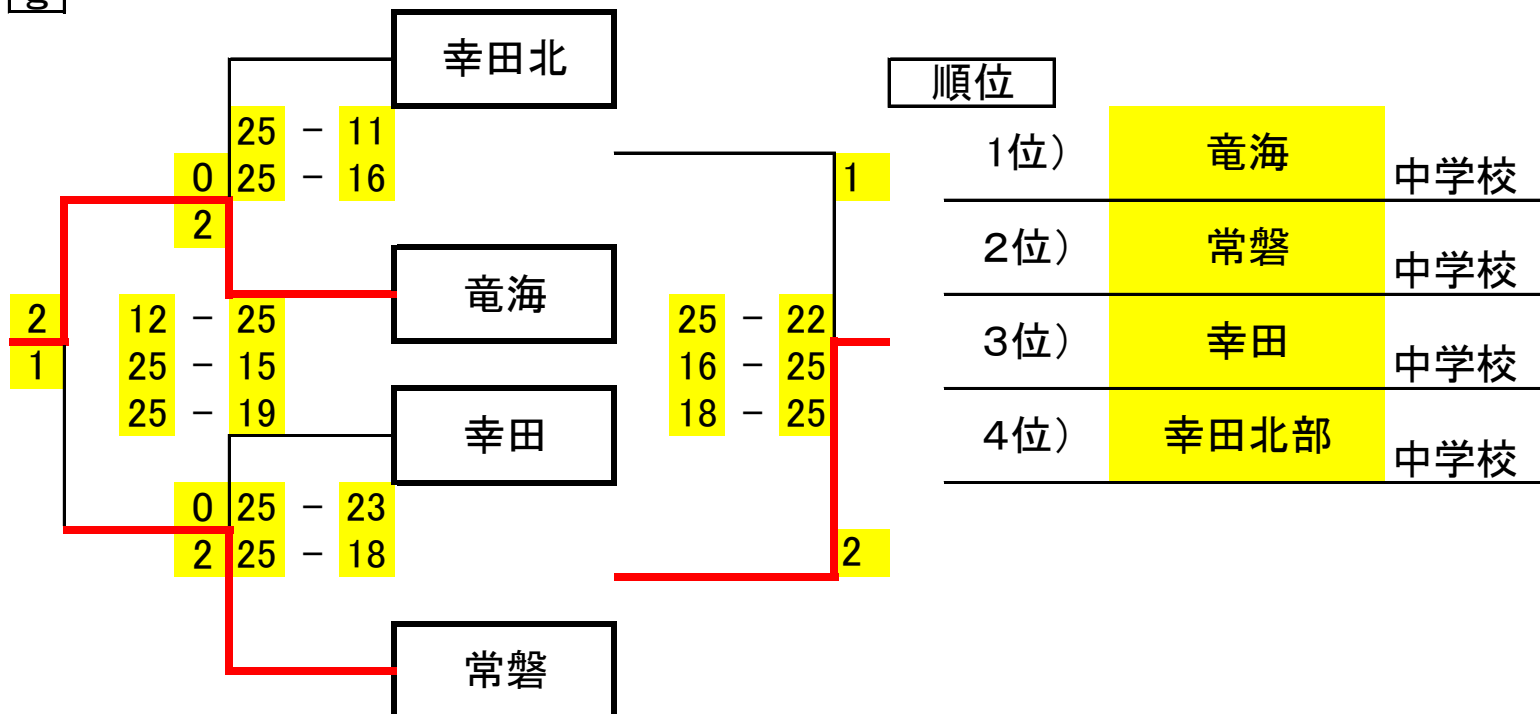 幸田北
順位
25 - 11
1位) 竜海 中学校
0 25 - 16
1
2
2位) 常磐 中学校
竜海
2 12 - 25
25 - 22
3位) 幸田 中学校
1 25 - 15
16 - 25
25 - 19
18 - 25
幸田
4位) 幸田北部 中学校
0 25 - 23
2 25 - 18
2
常磐